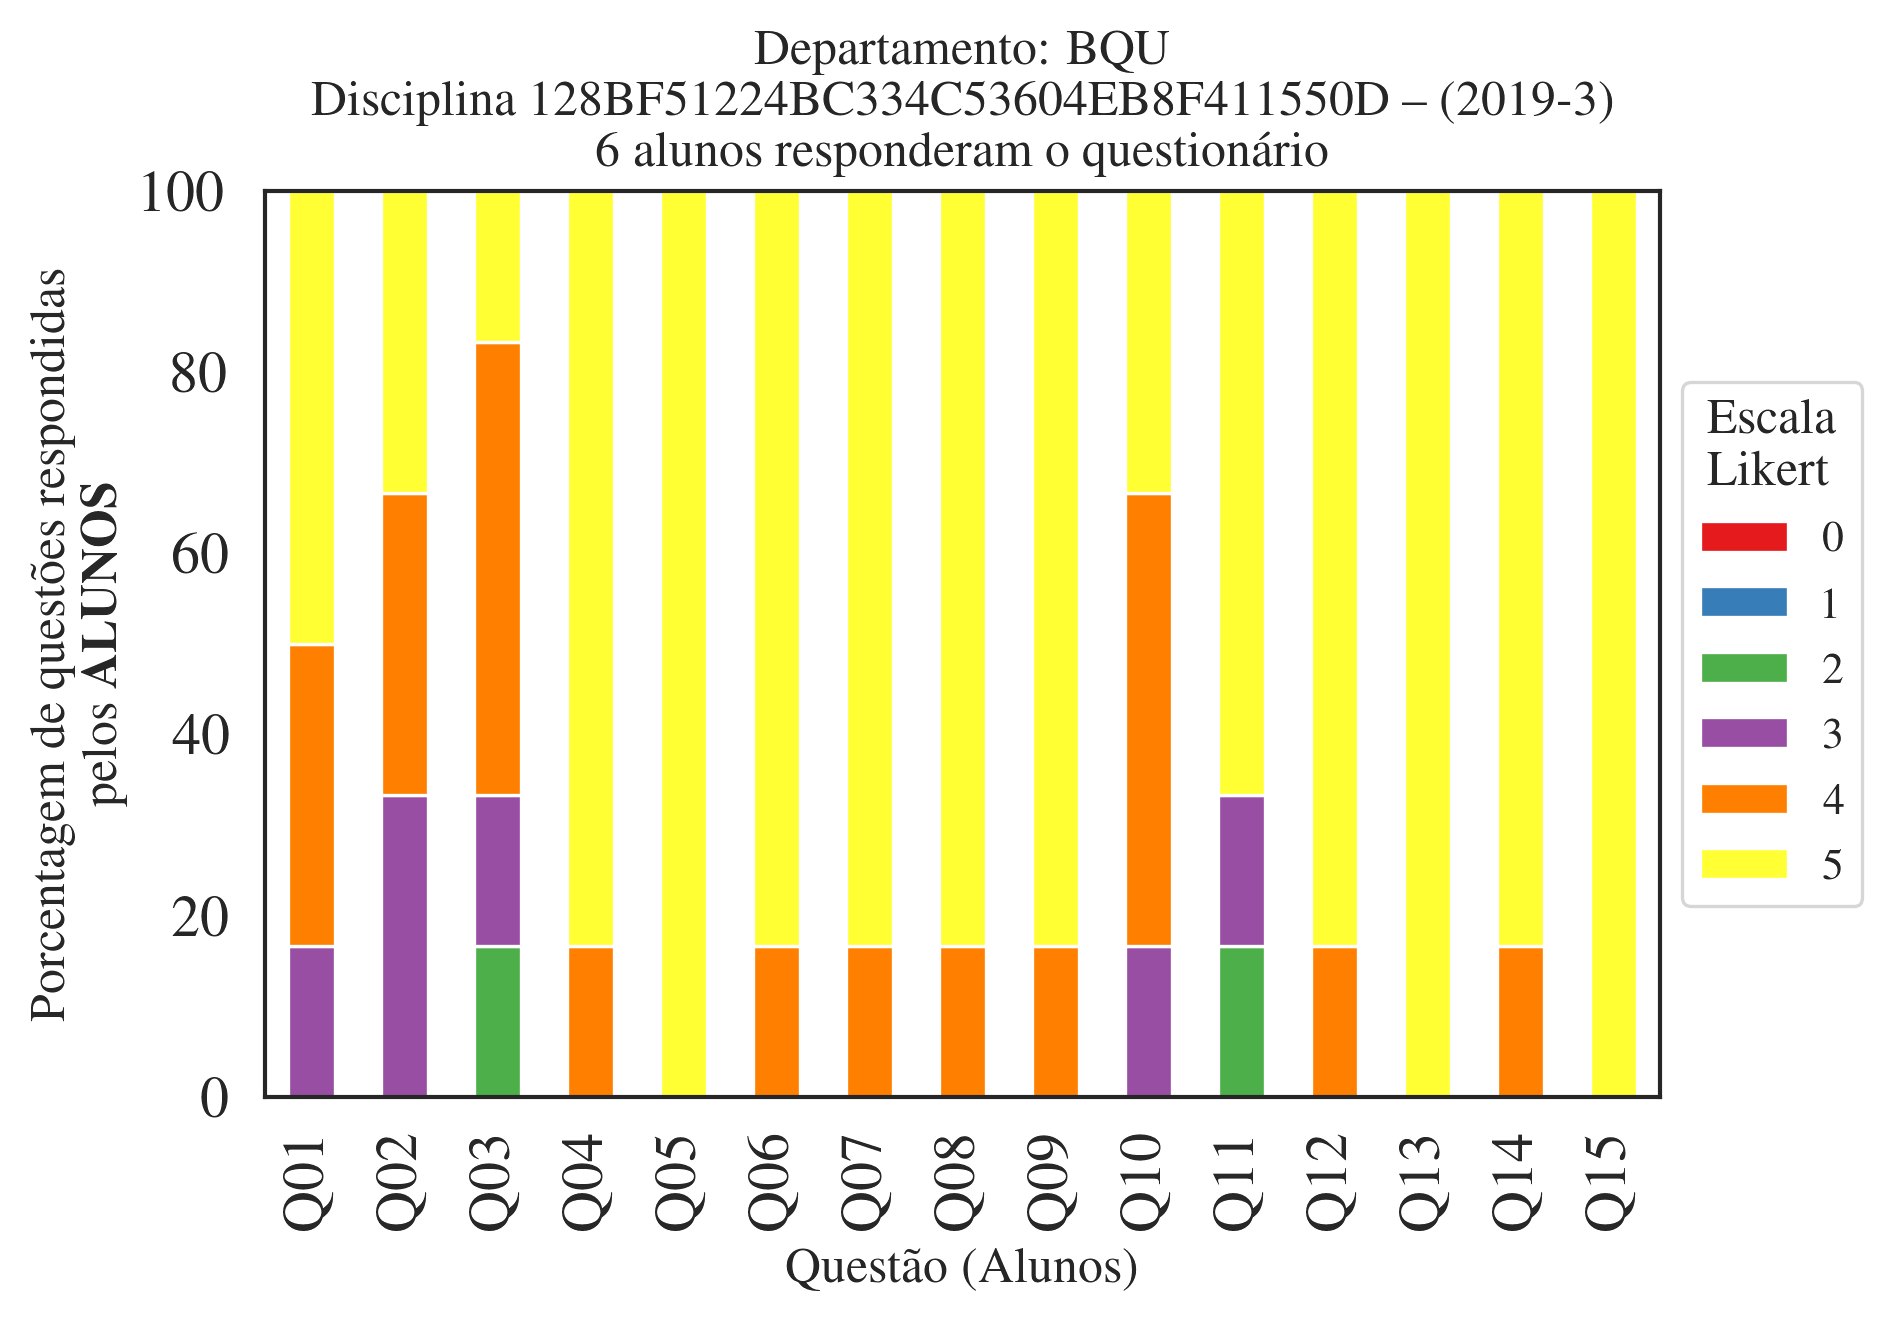 Departamento: BQU
Disciplina 128BF51224BC334C53604EB8F411550D – (2019-3)
6 alunos responderam o questionário
Porcentagem de questões respondidas
pelos ALUNOS
100
80
60
40
20
0
Q01
Q02
Q03
Q04
Q05
Q06
Q07
Q08
Q09
Q10
Q11
Q12
Q13
Q14
Q15
Questão (Alunos)
Escala
Likert
0
1
2
3
4
5